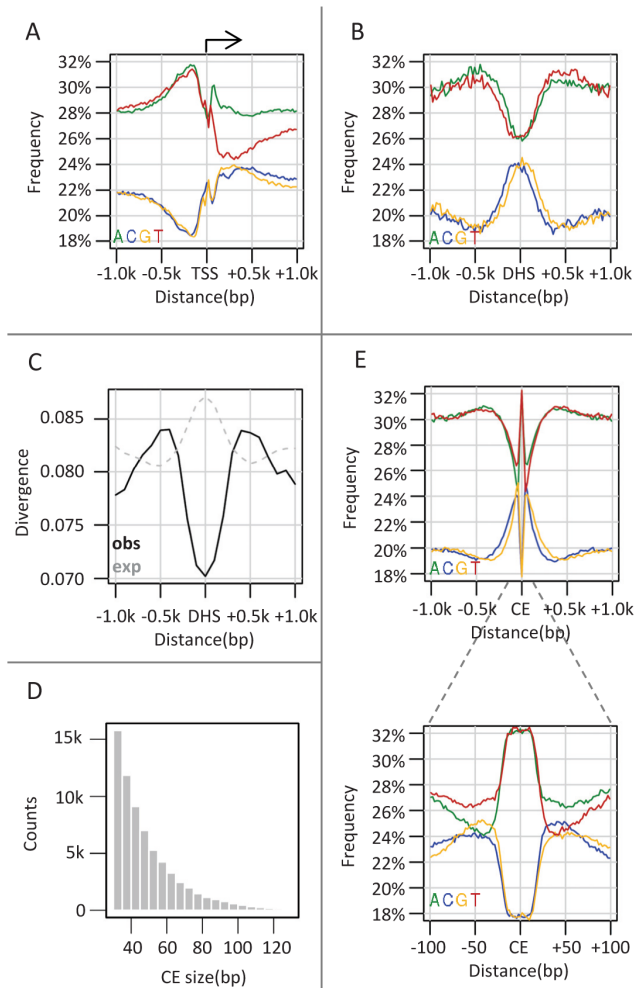 A
32%
30%
28%
26%
24%
22%
20%
18%
Frequency
ACGT
-1.0k -0.5k TSS +0.5k +1.0k
Distance(bp)
B
32%
30%
28%
26%
24%
22%
20%
18%
Frequency
ACGT
-1.0k -0.5k DHS +0.5k +1.0k
Distance(bp)
C
0.085
0.080
0.075
0.070
Divergence
obs
exp
-1.0k -0.5k DHS +0.5k +1.0k
Distance(bp)
D
15k
10k
5k
0
Counts
40 60 80 100 120
CE size(bp)
E
32%
30%
28%
26%
24%
22%
20%
18%
Frequency
ACGT
-1.0k -0.5k CE +0.5k +1.0k
Distance(bp)
32%
30%
28%
26%
24%
22%
20%
18%
Frequency
ACGT
-100 -50 CE +50 +100
Distance(bp)